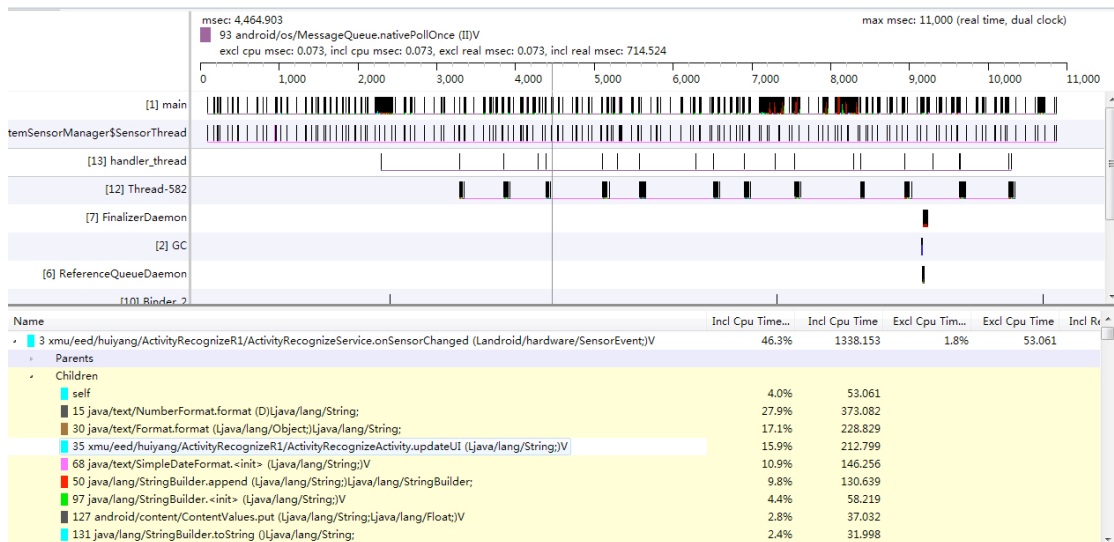 msec: 4,464.903 max msec: 11,000 (real time, dual clock)
93 android/os/MessageQueue.nativePollOnce (II)V
excl cpu msec: 0.073, incl cpu msec: 0.073, excl real msec: 0.073, incl real msec: 714.524
0 1,000 2,000 3,000 4,000 5,000 6,000 7,000 8,000 9,000 10,000 11,000
[1] main
temSensorManager$SensorThread
[13] handler_thread
[12] Thread-582
[7] FinalizerDaemon
[2] GC
[6] ReferenceQueueDaemon
[10] Binder_2
Name Incl Cpu Time... Incl Cpu Time Excl Cpu Tim... Excl Cpu Time Incl Re
3 xmu/eed/huiyang/ActivityRecognizeR1/ActivityRecognizeService.onSensorChanged (Landroid/hardware/SensorEvent;)V 46.3% 1338.153 1.8% 53.061
Parents
Children
self 4.0% 53.061
15 java/text/NumberFormat.format (D)Ljava/lang/String; 27.9% 373.082
30 java/text/Format.format (Ljava/lang/Object;)Ljava/lang/String; 17.1% 228.829
35 xmu/eed/huiyang/ActivityRecognizeR1/ActivityRecognizeActivity.updateUI (Ljava/lang/String;)V 15.9% 212.799
68 java/text/SimpleDateFormat.<init> (Ljava/lang/String;)V 10.9% 146.256
50 java/lang/StringBuilder.append (Ljava/lang/String;)Ljava/lang/StringBuilder; 9.8% 130.639
97 java/lang/StringBuilder.<init> (Ljava/lang/String;)V 4.4% 58.219
127 android/content/ContentValues.put (Ljava/lang/String;Ljava/lang/Float;)V 2.8% 37.032
131 java/lang/StringBuilder.toString ()Ljava/lang/String; 2.4% 31.998